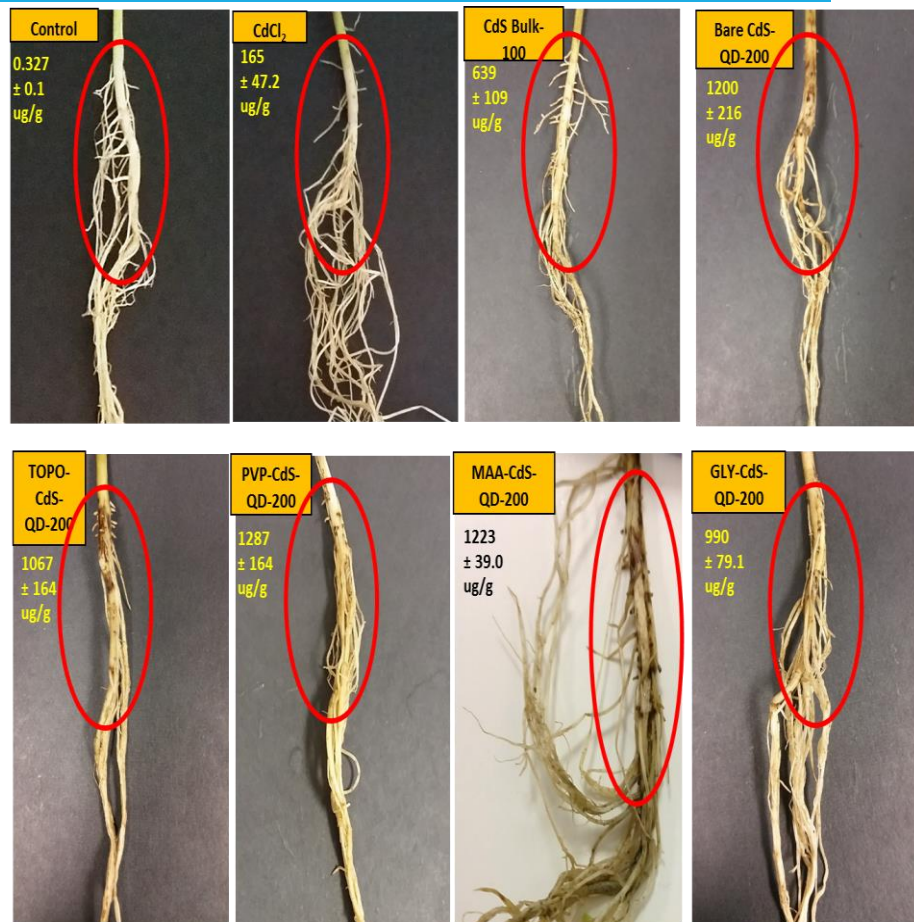 Control
0.327
± 0.1
ug/g
CdCl₂
165
± 47.2
ug/g
CdS Bulk-
100
639
± 109
ug/g
Bare CdS-
QD-200
1200
± 216
ug/g
TOPO-
CdS-
QD-200
1067
± 164
ug/g
PVP-CdS-
QD-200
1287
± 164
ug/g
MAA-CdS-
QD-200
1223
± 39.0
ug/g
GLY-CdS-
QD-200
990
± 79.1
ug/g